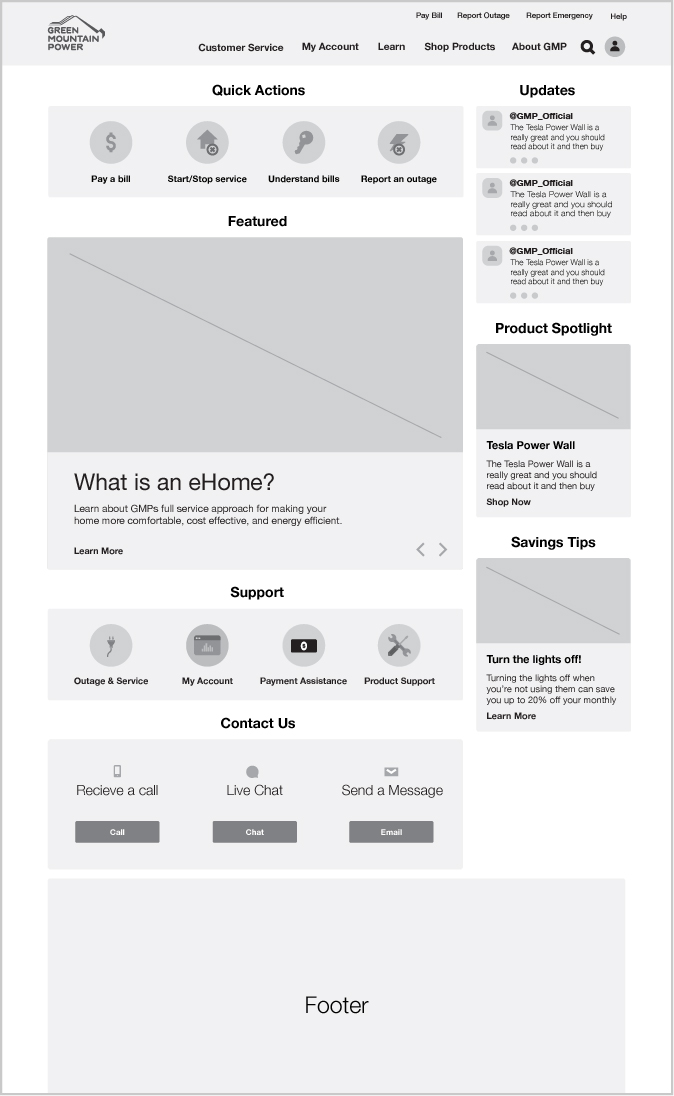 GREEN
MOUNTAIN
POWER
Pay Bill
Report Outage
Report Emergency
Help
Customer Service
My Account
Learn
Shop Products
About GMP
Quick Actions
$
Pay a bill
Start/Stop service
Understand bills
Report an outage
Featured
What is an eHome?
Learn about GMPs full service approach for making your
home more comfortable, cost effective, and energy efficient.
Learn More
Support
Outage & Service
My Account
0
Payment Assistance
Product Support
Contact Us
Recieve a call
Live Chat
Send a Message
Call
Chat
Email
Updates
@GMP_Official
The Tesla Power Wall is a
really great and you should
read about it and then buy
@GMP_Official
The Tesla Power Wall is a
really great and you should
read about it and then buy
@GMP_Official
The Tesla Power Wall is a
really great and you should
read about it and then buy
Product Spotlight
Tesla Power Wall
The Tesla Power Wall is a
really great and you should
read about it and then buy
Shop Now
Savings Tips
Turn the lights off!
Turning the lights off when
you're not using them can save
you up to 20% off your monthly
Learn More
Footer